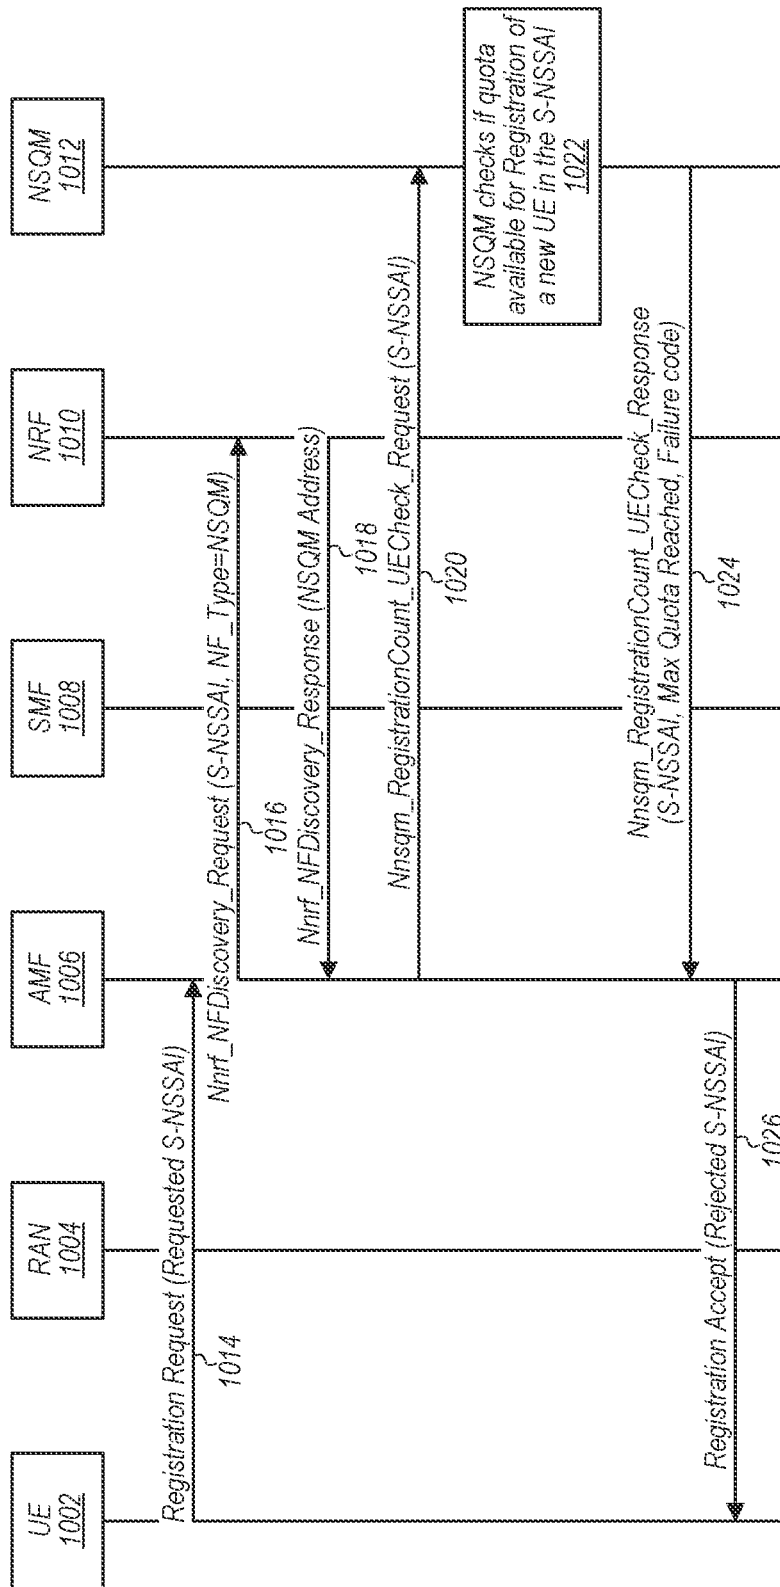 UE
1002
RAN
1004
AMF
1006
SMF
1008
NRF
1010
NSQM
1012
Registration Request (Requested S-NSSAI)
1014
Nnrf_NFDiscovery_Request (S-NSSAI, NF_Type=NSQM)
1016
Nnrf_NFDiscovery_Response (NSQM Address)
1018
Nnsqm_RegistrationCount_UECheck_Request (S-NSSAI)
1020
NSQM checks if quota
available for Registration of
a new UE in the S-NSSAI
1022
Nnsqm_RegistrationCount_UECheck_Response
(S-NSSAI, Max Quota Reached, Failure code)
1024
Registration Accept (Rejected S-NSSAI)
1026